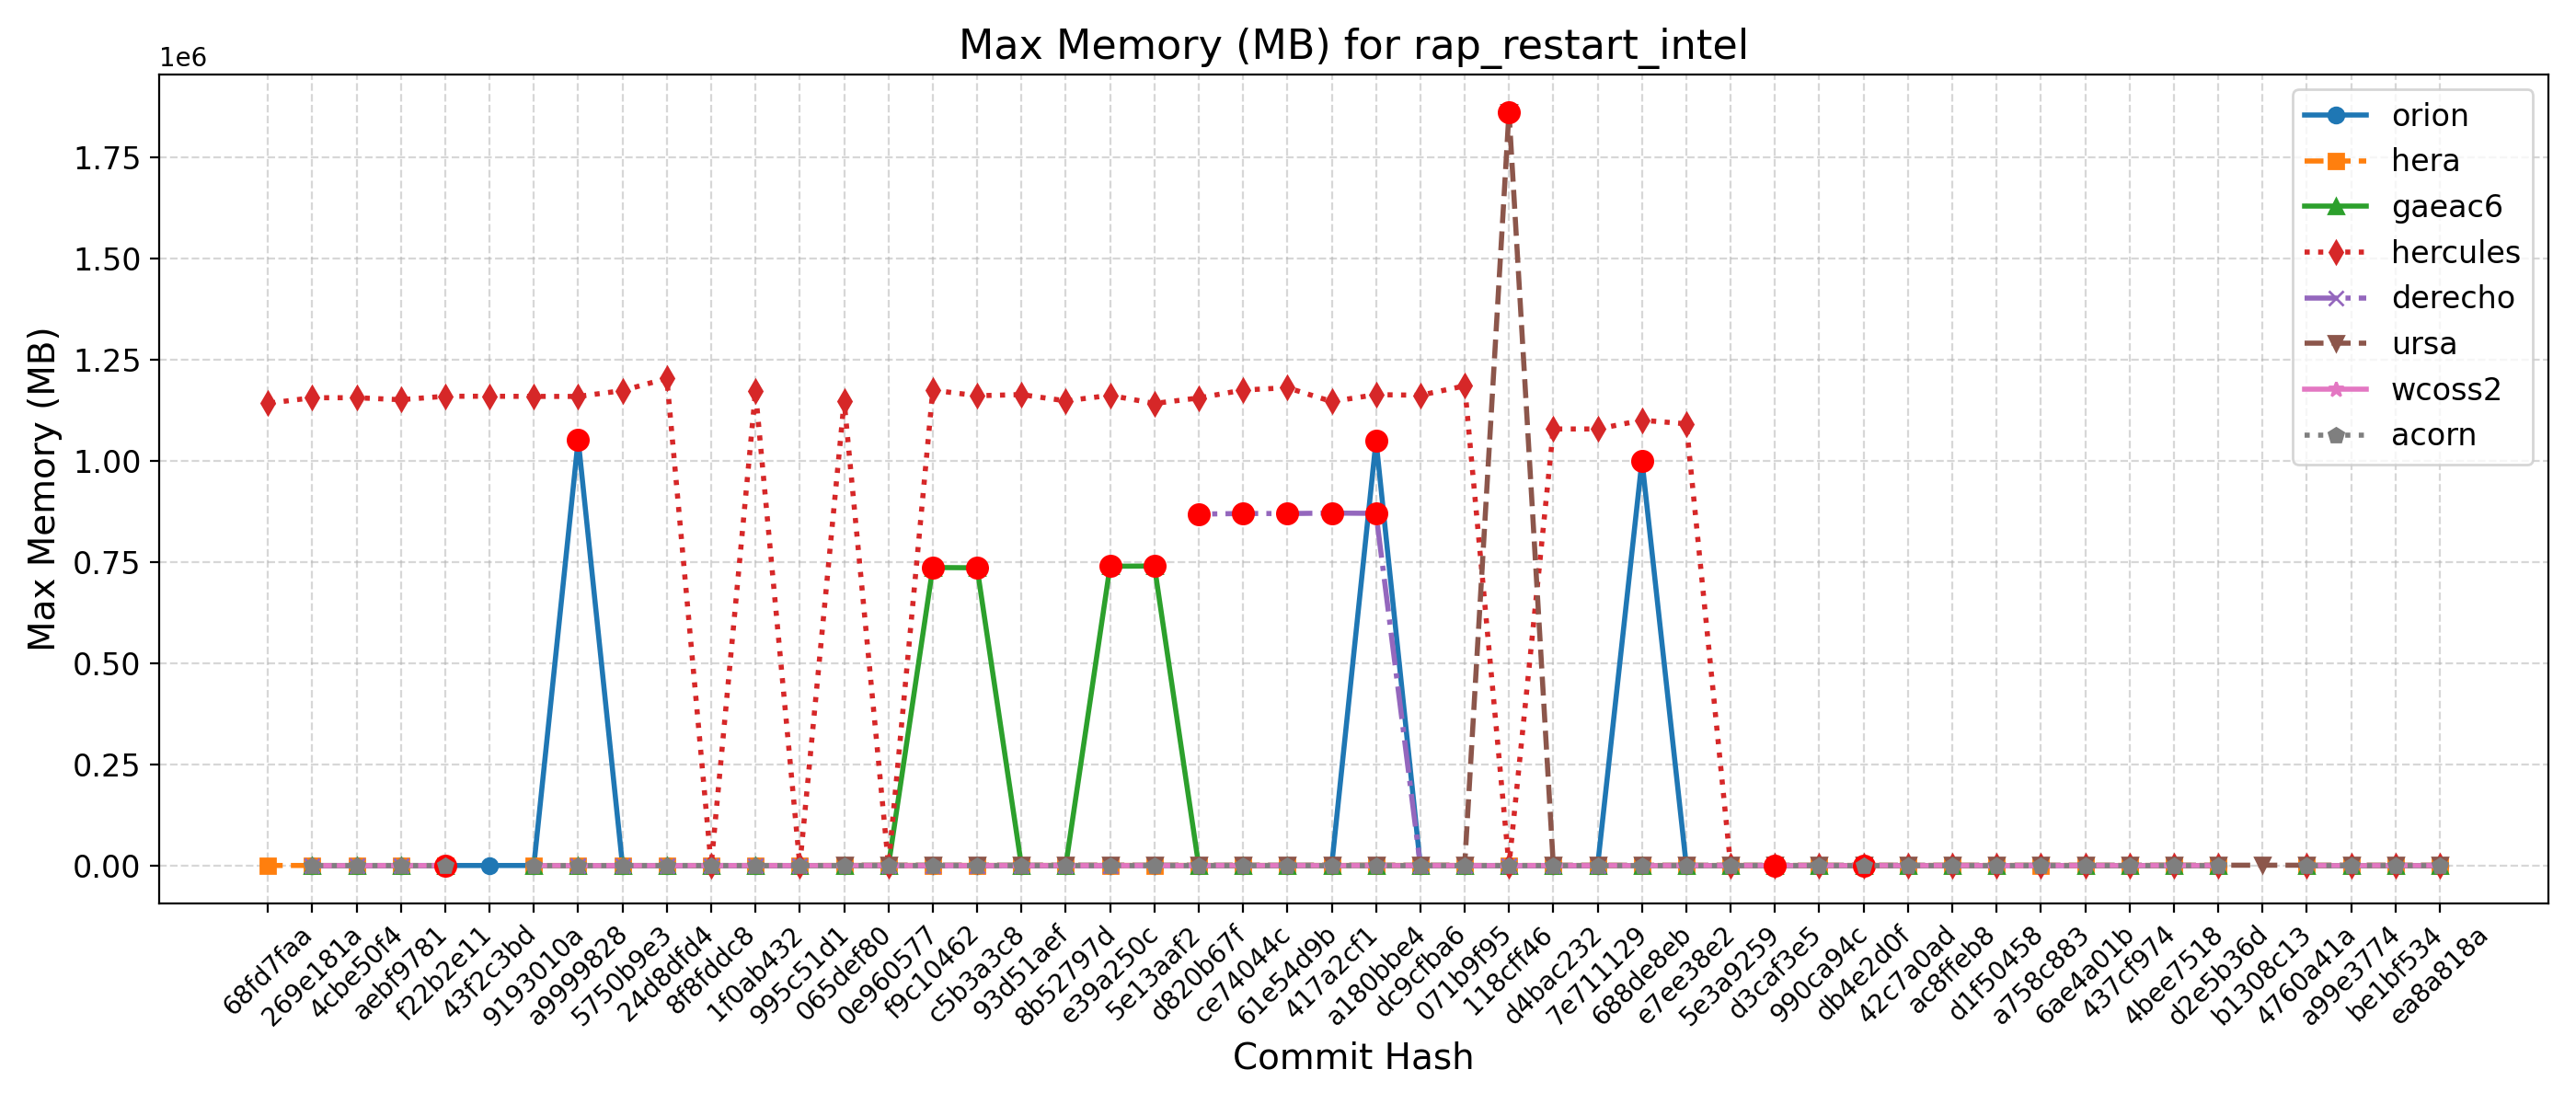 Max Memory (MB) for rap_restart_intel
1e6
1.75
1.50
1.25
1.00
0.75
0.50
0.25
0.00
Max Memory (MB)
orion
hera
gaeac6
hercules
derecho
ursa
wcoss2
acorn
68fd7faa
269e181a
4cbe50f4
aebf9781
f22b2e11
43f2c3bd
9193010a
a9999828
5750b9e3
24d8dfd4
8f8fddc8
1f0ab432
995c51d1
065def80
0e960577
f9c10462
c5b3a3c8
93d51aef
8b52797d
e39a250c
5e13aaf2
d820b67f
ce74044c
61e54d9b
417a2cf1
a180bbe4
dc9cfba6
071b9f95
118cff46
d4bac232
7e711129
688de8eb
e7ee38e2
5e3a9259
d3caf3e5
990ca94c
db4e2d0f
42c7a0ad
ac8ffeb8
d1f50458
a758c883
6ae4a01b
437cf974
4bee7518
d2e5b36d
b1308c13
4760a41a
a99e3774
be1bf534
ea8a818a
Commit Hash